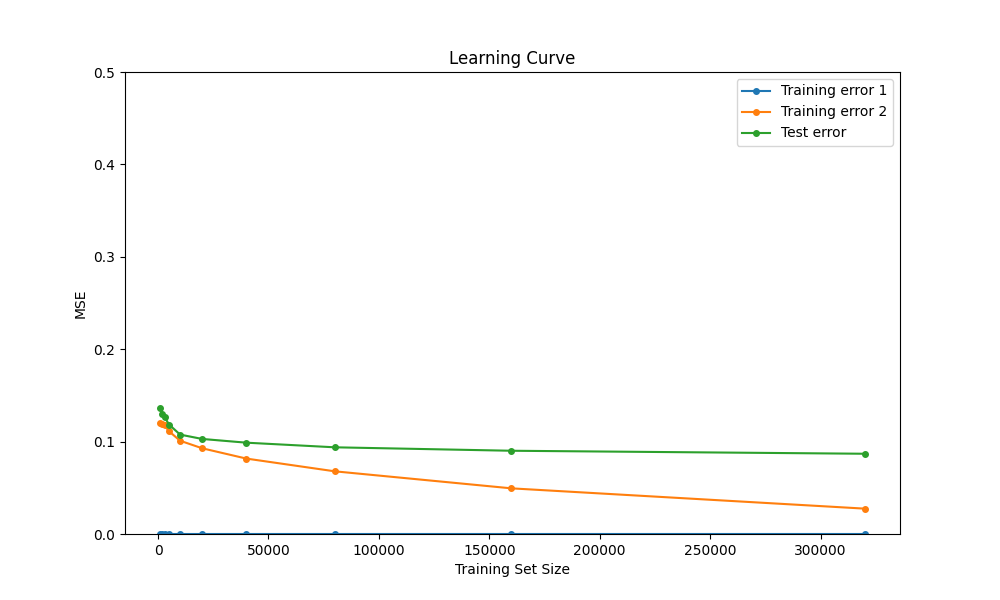 Learning Curve
0.5
Training error 1
Training error 2
Test error
0.4
0.3
MSE
0.2
0.1
0.0
0 50000 100000 150000 200000 250000 300000
Training Set Size